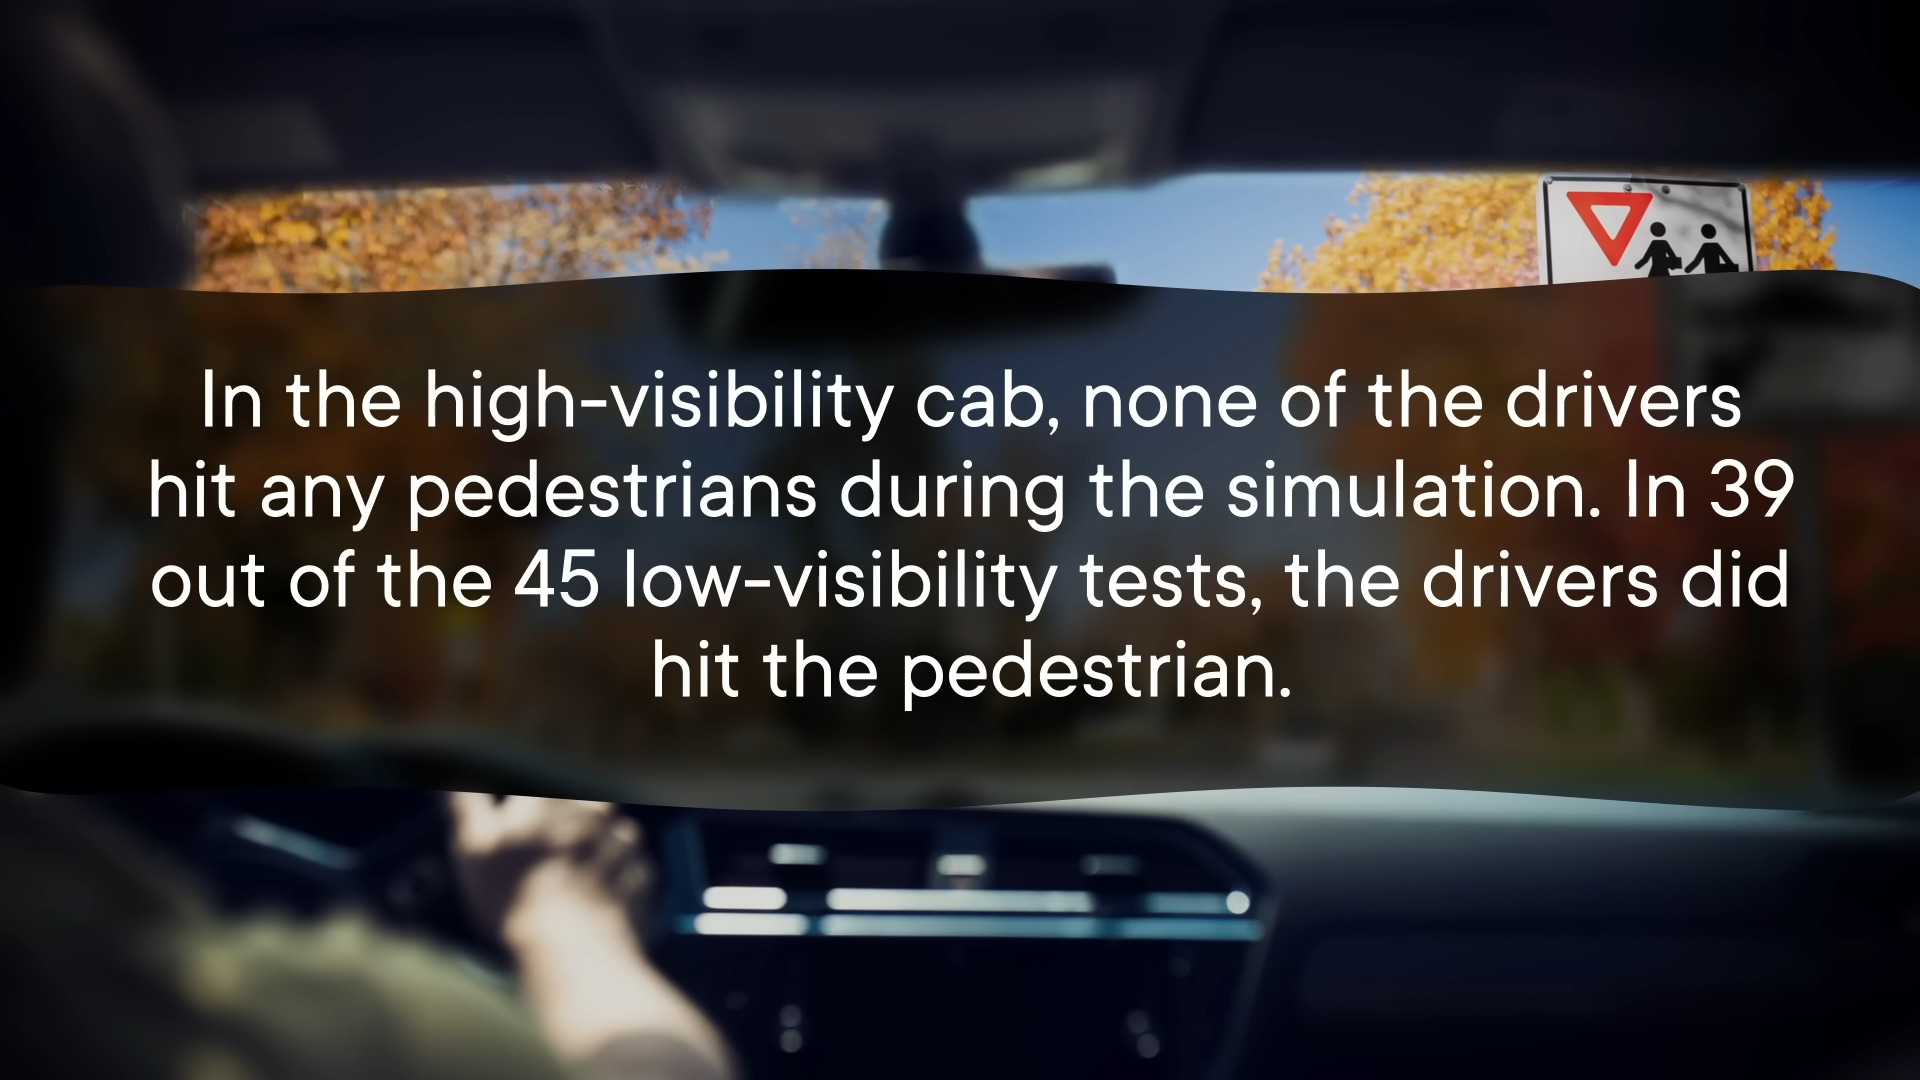 In the high-visibility cab, none of the drivers
hit any pedestrians during the simulation. In 39
out of the 45 low-visibility tests, the drivers did
hit the pedestrian.